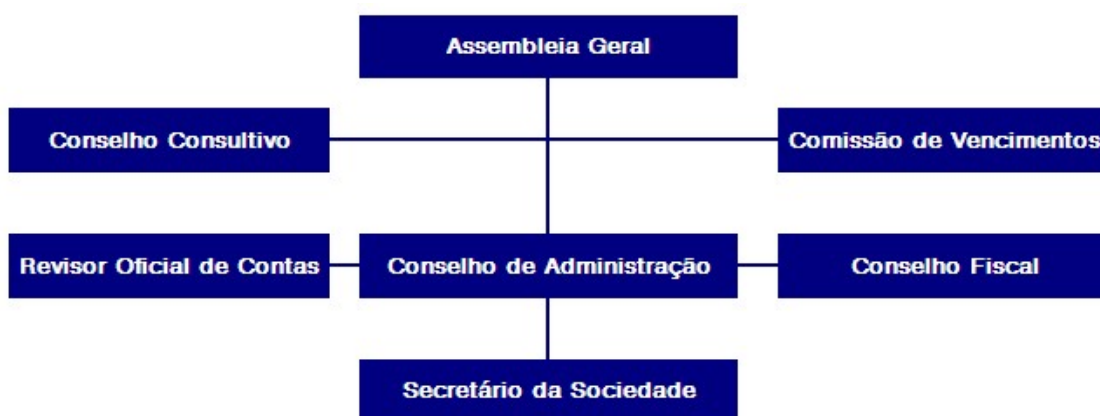 Assembleia Geral
Conselho Consultivo
Comissão de Vencimentos
Revisor Oficial de Contas
Conselho de Administração
Conselho Fiscal
Secretário da Sociedade